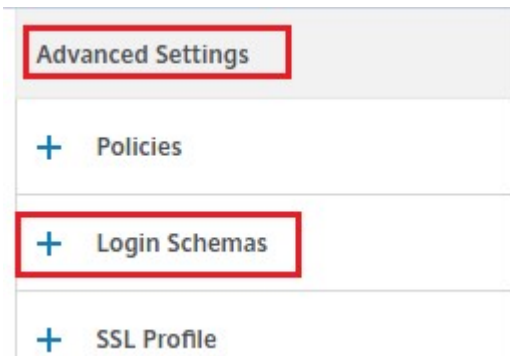 Advanced Settings
+ Policies
+ Login Schemas
+ SSL Profile